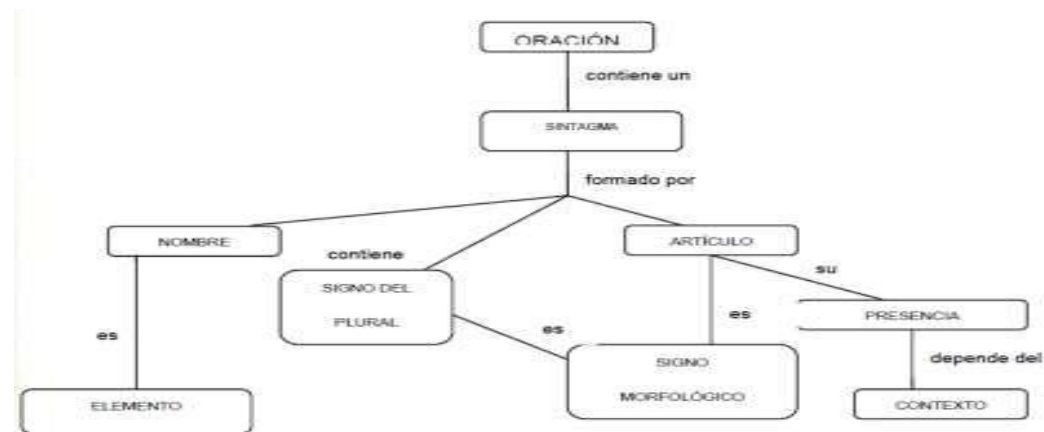 ORACIÓN
contiene un
SINTAGMA
formado por
NOMBRE
ARTÍCULO
contiene
su
SIGNO DEL
PLURAL
PRESENCIA
es
es
es
depende del
SIGNO
MORFOLÓGICO
ELEMENTO
CONTEXTO